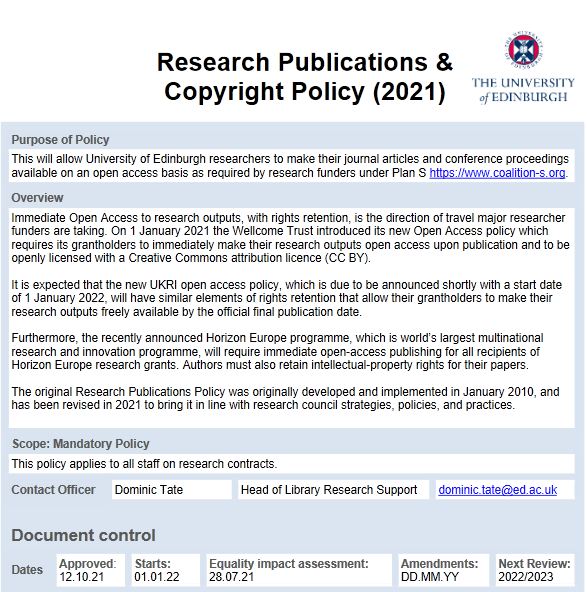 Research Publications &
Copyright Policy (2021)
THE UNIVERSITY
of EDINBURGH
Purpose of Policy
This will allow University of Edinburgh researchers to make their journal articles and conference proceedings
available on an open access basis as required by research funders under Plan S https://www.coalition-s.org.
Overview
Immediate Open Access to research outputs, with rights retention, is the direction of travel major researcher
funders are taking. On 1 January 2021 the Wellcome Trust introduced its new Open Access policy which
requires its grantholders to immediately make their research outputs open access upon publication and to be
openly licensed with a Creative Commons attribution licence (CC BY).
It is expected that the new UKRI open access policy, which is due to be announced shortly with a start date
of 1 January 2022, will have similar elements of rights retention that allow their grantholders to make their
research outputs freely available by the official final publication date.
Furthermore, the recently announced Horizon Europe programme, which is world's largest multinational
research and innovation programme, will require immediate open-access publishing for all recipients of
Horizon Europe research grants. Authors must also retain intellectual-property rights for their papers.
The original Research Publications Policy was originally developed and implemented in January 2010, and
has been revised in 2021 to bring it in line with research council strategies, policies, and practices.
Scope: Mandatory Policy
This policy applies to all staff on research contracts.
Contact Officer Dominic Tate Head of Library Research Support dominic.tate@ed.ac.uk
Document control
Dates Approved: 12.10.21 Starts: 01.01.22 Equality impact assessment: 28.07.21 Amendments: DD.MM.YY Next Review: 2022/2023